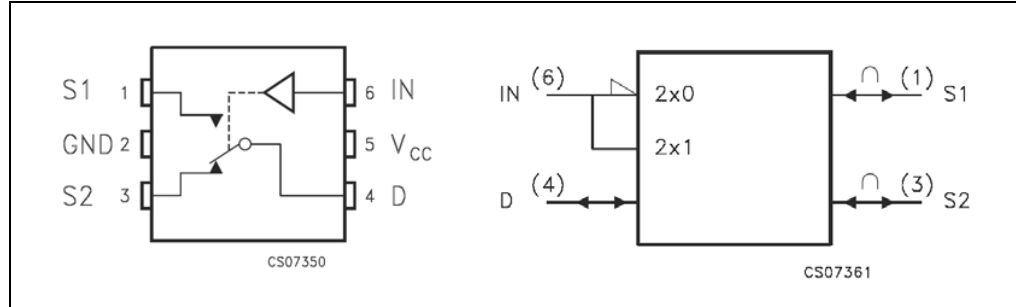 S1 1
6 IN
GND 2
5 VCC
S2 3
4 D
CS07350
IN (6)
2x0
2x1
(1) S1
D (4)
(3) S2
CS07361